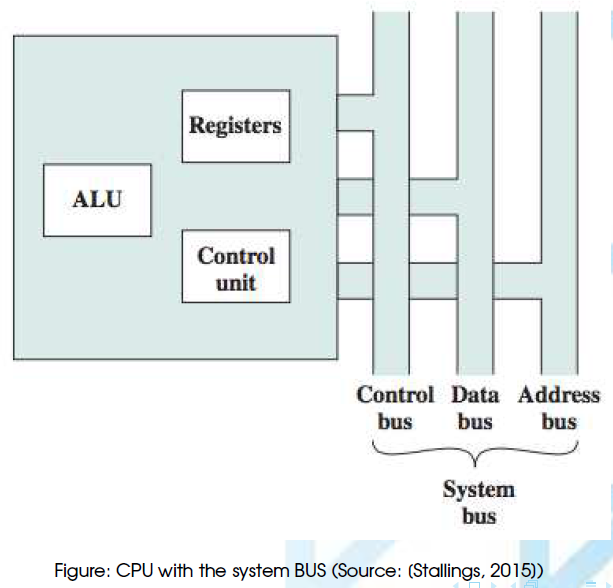 Registers
ALU
Control
unit
Control Data Address
bus bus bus
System
bus
Figure: CPU with the system BUS (Source: (Stallings, 2015))